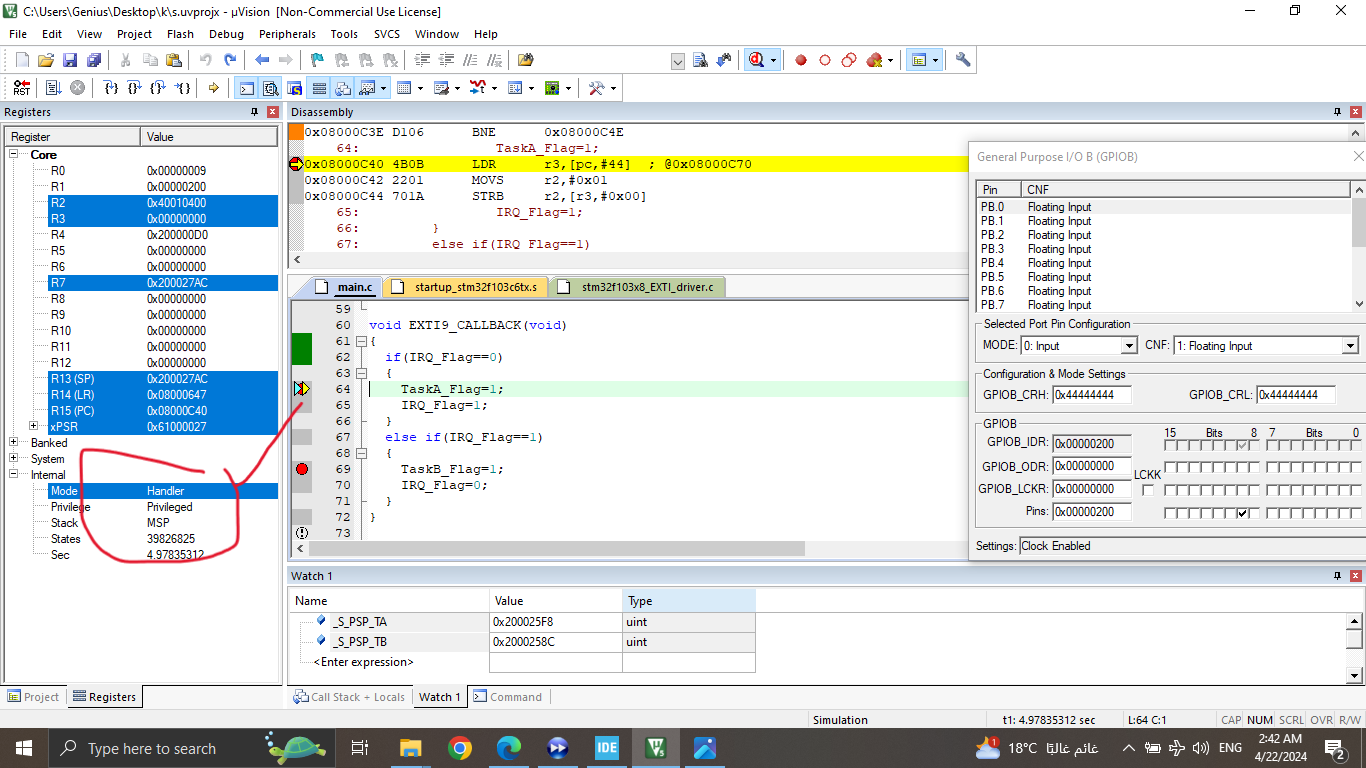 C:\Users\Genius\Desktop\k\s.uvprojx - µVision [Non-Commercial Use License]
File Edit View Project Flash Debug Peripherals Tools SVCS Window Help
RST
Registers
Register Value
Core
R0 0x00000009
R1 0x00000200
R2 0x40010400
R3 0x00000000
R4 0x200000D0
R5 0x00000000
R6 0x00000000
R7 0x200027AC
R8 0x00000000
R9 0x00000000
R10 0x00000000
R11 0x00000000
R12 0x00000000
R13 (SP) 0x200027AC
R14 (LR) 0x08000647
R15 (PC) 0x08000C40
xPSR 0x61000027
Banked
System
Internal
Mode Handler
Privilege Privileged
Stack MSP
States 39826825
Sec 4.97835312
Project Registers
Disassembly
0x08000C3E D106 BNE 0x08000C4E
64: TaskA_Flag=1;
0x08000C40 4B0B LDR r3,[pc,#44] ; @0x08000C70
0x08000C42 2201 MOVS r2,#0x01
0x08000C44 701A STRB r2,[r3,#0x00]
65: IRQ_Flag=1;
66: }
67: else if(IRQ_Flag==1)
main.c startup_stm32f103c6tx.s stm32f103x8_EXTI_driver.c
59
60 void EXTI9_CALLBACK(void)
61 {
62 if(IRQ_Flag==0)
63 {
64 TaskA_Flag=1;
65 IRQ_Flag=1;
66 }
67 else if(IRQ_Flag==1)
68 {
69 TaskB_Flag=1;
70 IRQ_Flag=0;
71 }
72 }
73
General Purpose I/O B (GPIOB)
Pin CNF
PB.0 Floating Input
PB.1 Floating Input
PB.2 Floating Input
PB.3 Floating Input
PB.4 Floating Input
PB.5 Floating Input
PB.6 Floating Input
PB.7 Floating Input
Selected Port Pin Configuration
MODE: 0: Input CNF: 1: Floating Input
Configuration & Mode Settings
GPIOB_CRH: 0x44444444 GPIOB_CRL: 0x44444444
GPIOB
15 Bits 8 7 Bits 0
GPIOB_IDR: 0x00000200
GPIOB_ODR: 0x00000000
LCKK
GPIOB_LCKR: 0x00000000
Pins: 0x00000200
Settings: Clock Enabled
Watch 1
Name Value Type
_S_PSP_TA 0x200025F8 uint
_S_PSP_TB 0x2000258C uint
<Enter expression>
Call Stack + Locals Watch 1 Command
Simulation t1: 4.97835312 sec L:64 C:1 CAP NUM SCRL OVR R/W
Type here to search
IDE
1
18°C غائم غالبًا
ENG
2:42 AM
4/22/2024
2